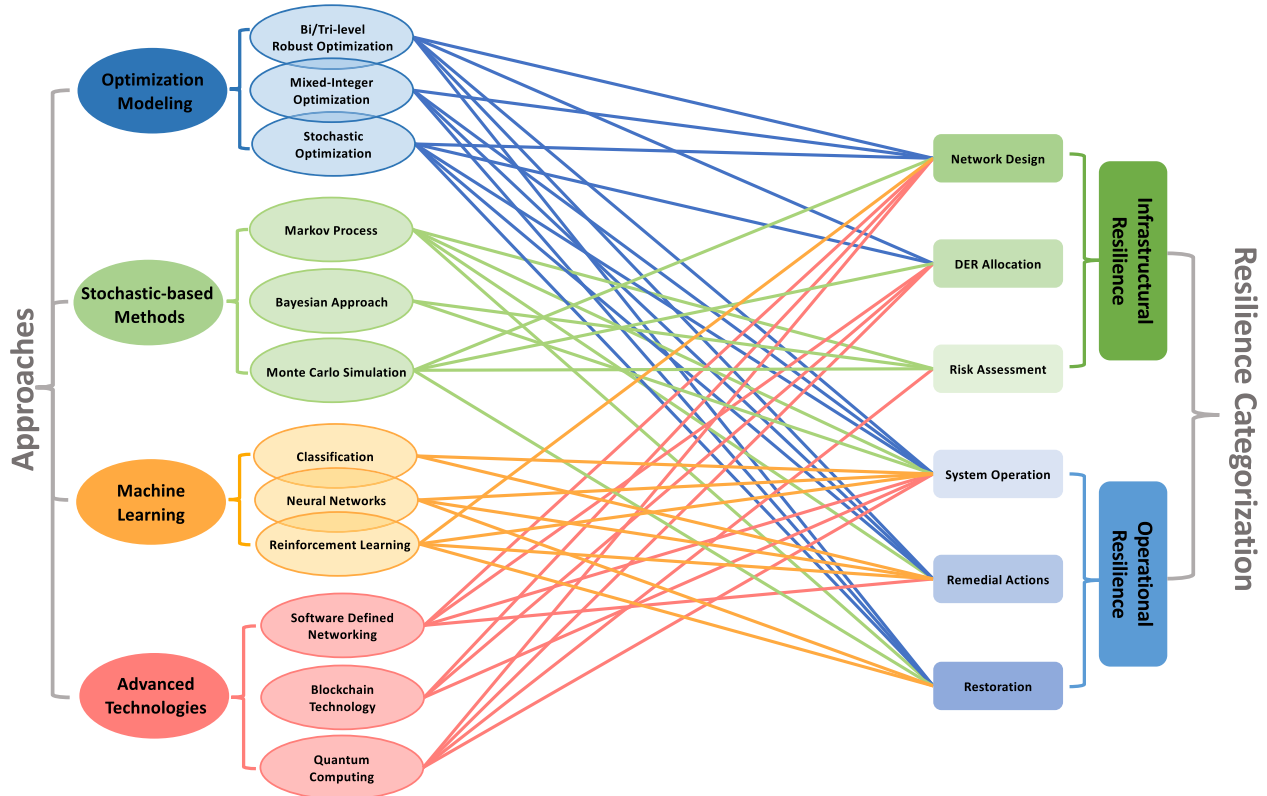 Approaches
Optimization
Modeling
Bi/Tri-level
Robust Optimization
Mixed-Integer
Optimization
Stochastic
Optimization
Stochastic-based
Methods
Markov Process
Bayesian Approach
Monte Carlo Simulation
Machine
Learning
Classification
Neural Networks
Reinforcement Learning
Advanced
Technologies
Software Defined
Networking
Blockchain
Technology
Quantum
Computing
Network Design
DER Allocation
Risk Assessment
System Operation
Remedial Actions
Restoration
Infrastructural
Resilience
Operational
Resilience
Resilience Categorization